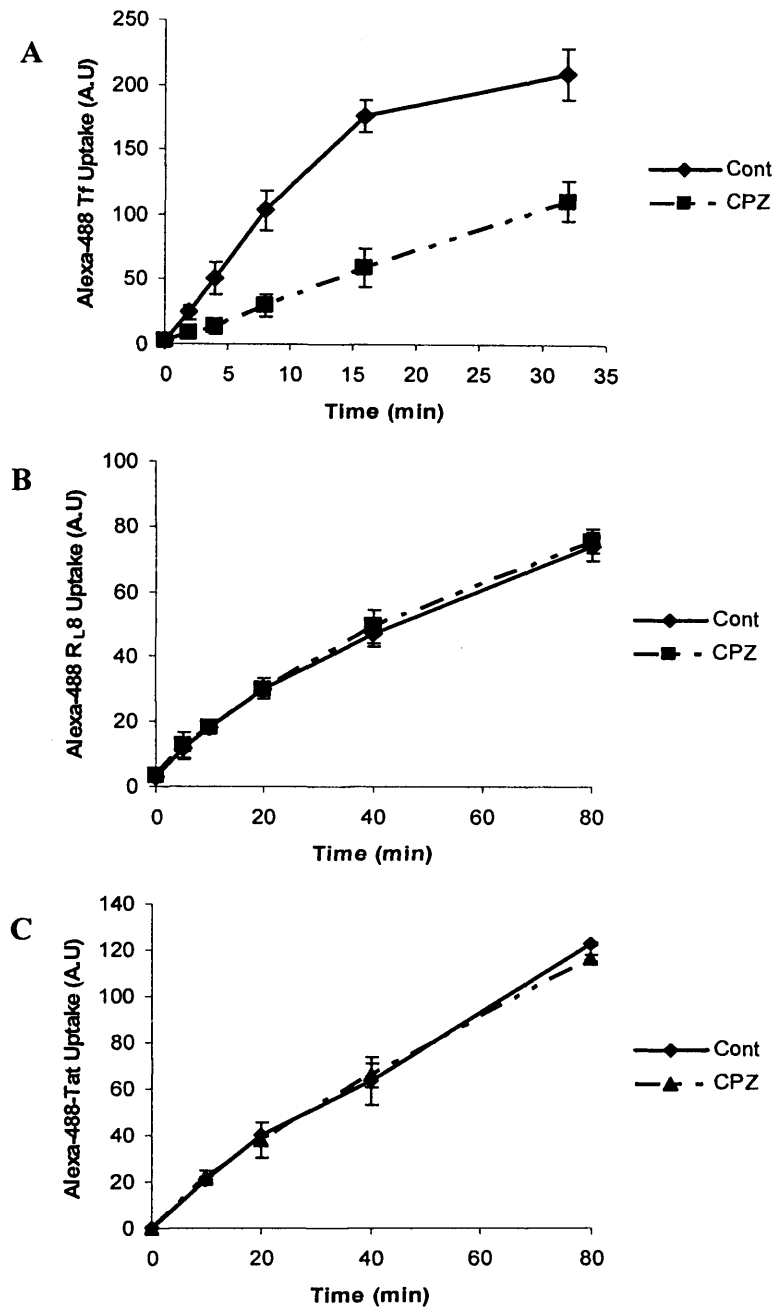 A
Alexa-488 Tf Uptake (A.U)
250
200
150
100
50
0
0 5 10 15 20 25 30 35
Time (min)
Cont
CPZ
B
Alexa-488 RL8 Uptake (A.U)
100
80
60
40
20
0
0 20 40 60 80
Time (min)
Cont
CPZ
C
Alexa-488-Tat Uptake (A.U)
140
120
100
80
60
40
20
0
0 20 40 60 80
Time (min)
Cont
CPZ